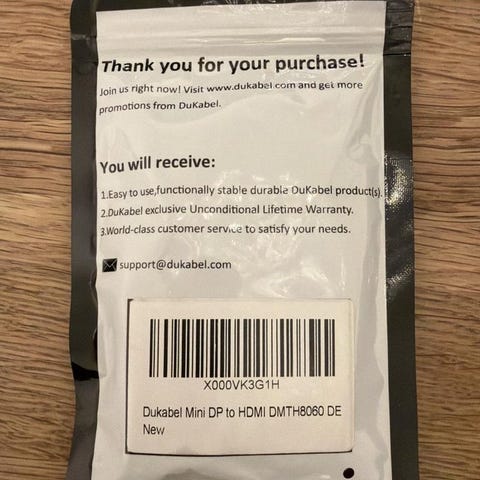 Thank you for your purchase!
Join us right now! Visit www.dukabel.com and get more
promotions from DuKabel.
You will receive:
1.Easy to use,functionally stable durable DuKabel product(s).
2.DuKabel exclusive Unconditional Lifetime Warranty.
3.World-class customer service to satisfy your needs.
support@dukabel.com
X000VK3G1H
Dukabel Mini DP to HDMI DMTH8060 DE
New